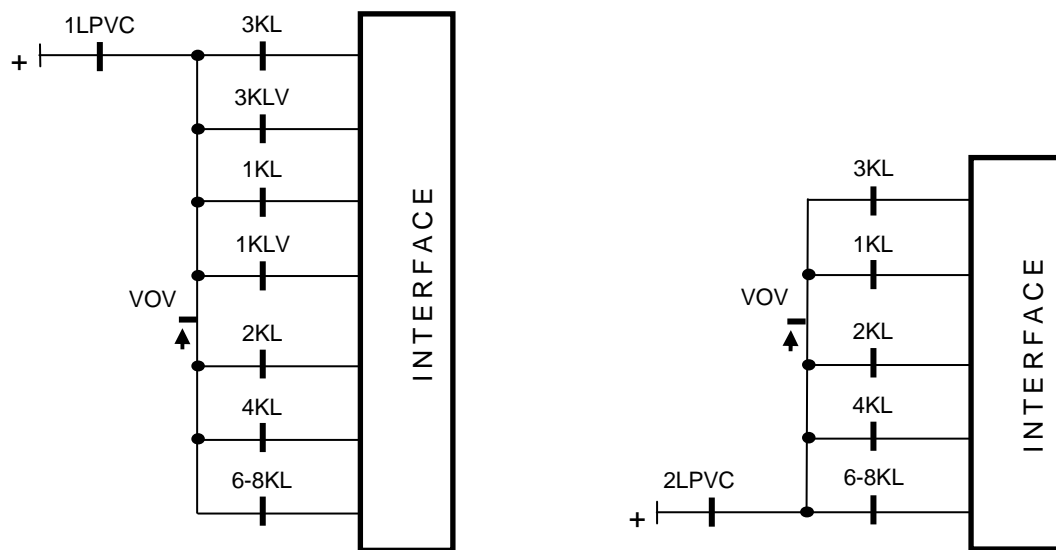 1LPVC
+
3KL
3KLV
1KL
1KLV
VOV
2KL
4KL
6-8KL
INTERFACE
3KL
1KL
VOV
2KL
4KL
6-8KL
2LPVC
+
INTERFACE